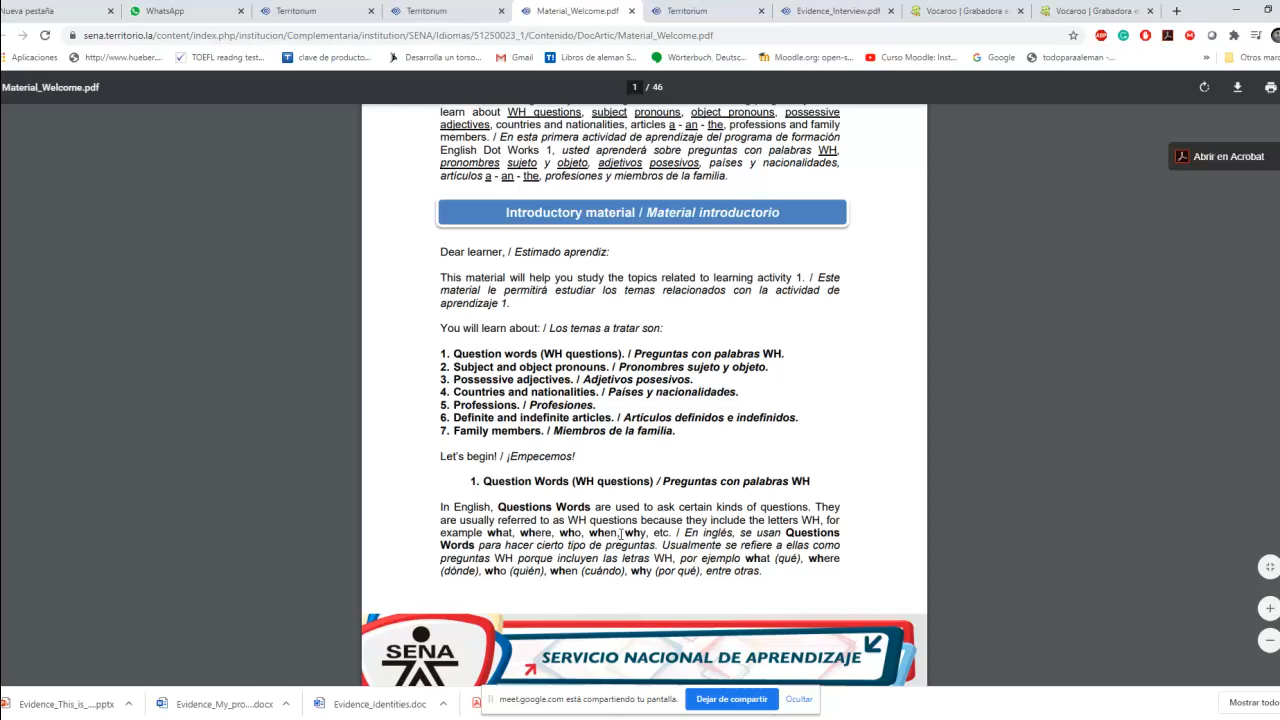 Nueva pestaña
WhatsApp
Territorium
Territorium
Material_Welcome.pdf
Territorium
Evidence_Interview.pdf
Vocaroo | Grabadora e
Vocaroo | Grabadora e
sena.territorio.la/content/index.php/institucion/Complementaria/institution/SENA/Idiomas/51250023_1/Contenido/DocArtic/Material_Welcome.pdf
Aplicaciones
http://www.hueber....
TOEFL readng test...
clave de producto...
Desarrolla un torso...
Gmail
Libros de aleman S...
Wörterbuch, Deutsc...
Moodle.org: open-s...
Curso Moodle: Inst...
Google
todoparaaleman -...
»
Otros mar
Material_Welcome.pdf
1 / 46
Abrir en Acrobat
learn about WH questions, subject pronouns, object pronouns, possessive
adjectives, countries and nationalities, articles a - an - the, professions and family
members. / En esta primera actividad de aprendizaje del programa de formación
English Dot Works 1, usted aprenderá sobre preguntas con palabras WH,
pronombres sujeto y objeto, adjetivos posesivos, países y nacionalidades,
artículos a - an - the, profesiones y miembros de la familia.
Introductory material / Material introductorio
Dear learner, / Estimado aprendiz:
This material will help you study the topics related to learning activity 1. / Este
material le permitirá estudiar los temas relacionados con la actividad de
aprendizaje 1.
You will learn about: / Los temas a tratar son:
1. Question words (WH questions). / Preguntas con palabras WH.
2. Subject and object pronouns. / Pronombres sujeto y objeto.
3. Possessive adjectives. / Adjetivos posesivos.
4. Countries and nationalities. / Países y nacionalidades.
5. Professions. / Profesiones.
6. Definite and indefinite articles. / Artículos definidos e indefinidos.
7. Family members. / Miembros de la familia.
Let's begin! / ¡Empecemos!
1. Question Words (WH questions) / Preguntas con palabras WH
In English, Questions Words are used to ask certain kinds of questions. They
are usually referred to as WH questions because they include the letters WH, for
example what, where, who, when, why, etc. / En inglés, se usan Questions
Words para hacer cierto tipo de preguntas. Usualmente se refiere a ellas como
preguntas WH porque incluyen las letras WH, por ejemplo what (qué), where
(dónde), who (quién), when (cuándo), why (por qué), entre otras.
SENA
SERVICIO NACIONAL DE APRENDIZAJE
Evidence_This_is_....pptx
Evidence_My_pro....docx
Evidence_identities.doc
meet.google.com está compartiendo tu pantalla.
Dejar de compartir
Ocultar
Mostrar todo